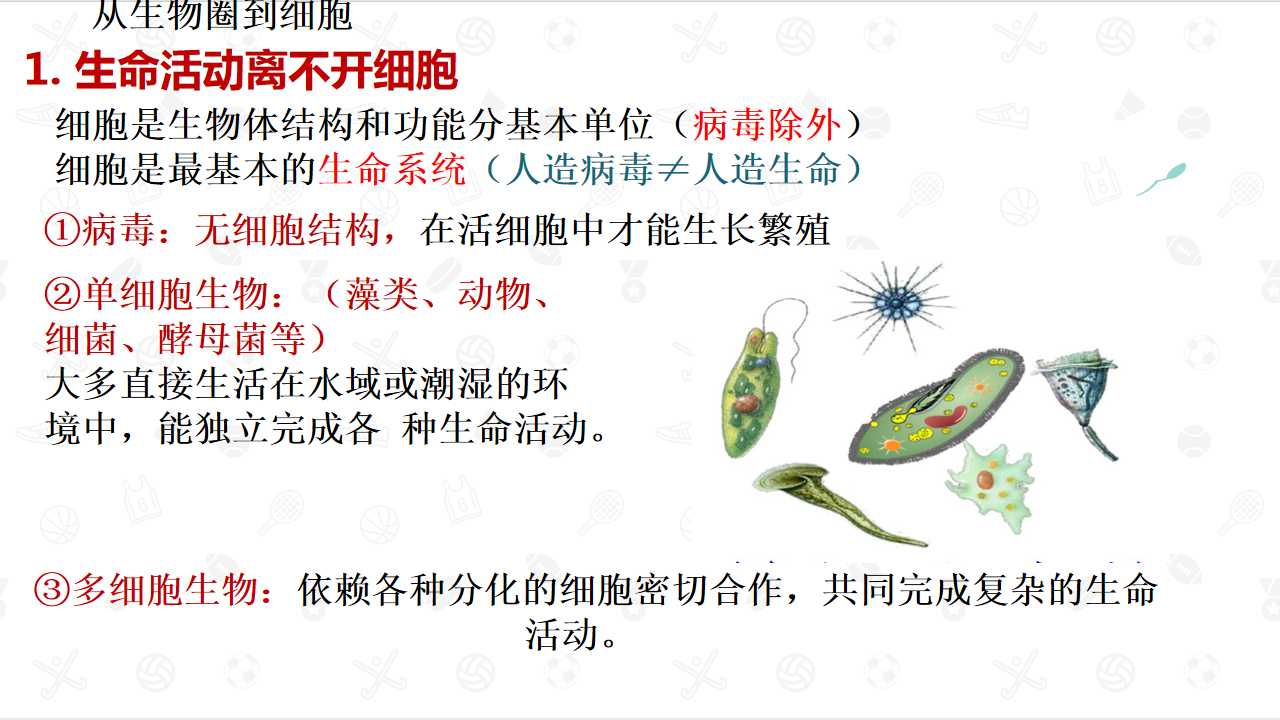 从生物圈到细胞
1. 生命活动离不开细胞
细胞是生物体结构和功能分基本单位（病毒除外）
细胞是最基本的生命系统（人造病毒≠人造生命）
①病毒：无细胞结构，在活细胞中才能生长繁殖
②单细胞生物：（藻类、动物、
细菌、酵母菌等）
大多直接生活在水域或潮湿的环
境中，能独立完成各 种生命活动。
③多细胞生物：依赖各种分化的细胞密切合作，共同完成复杂的生命
活动。